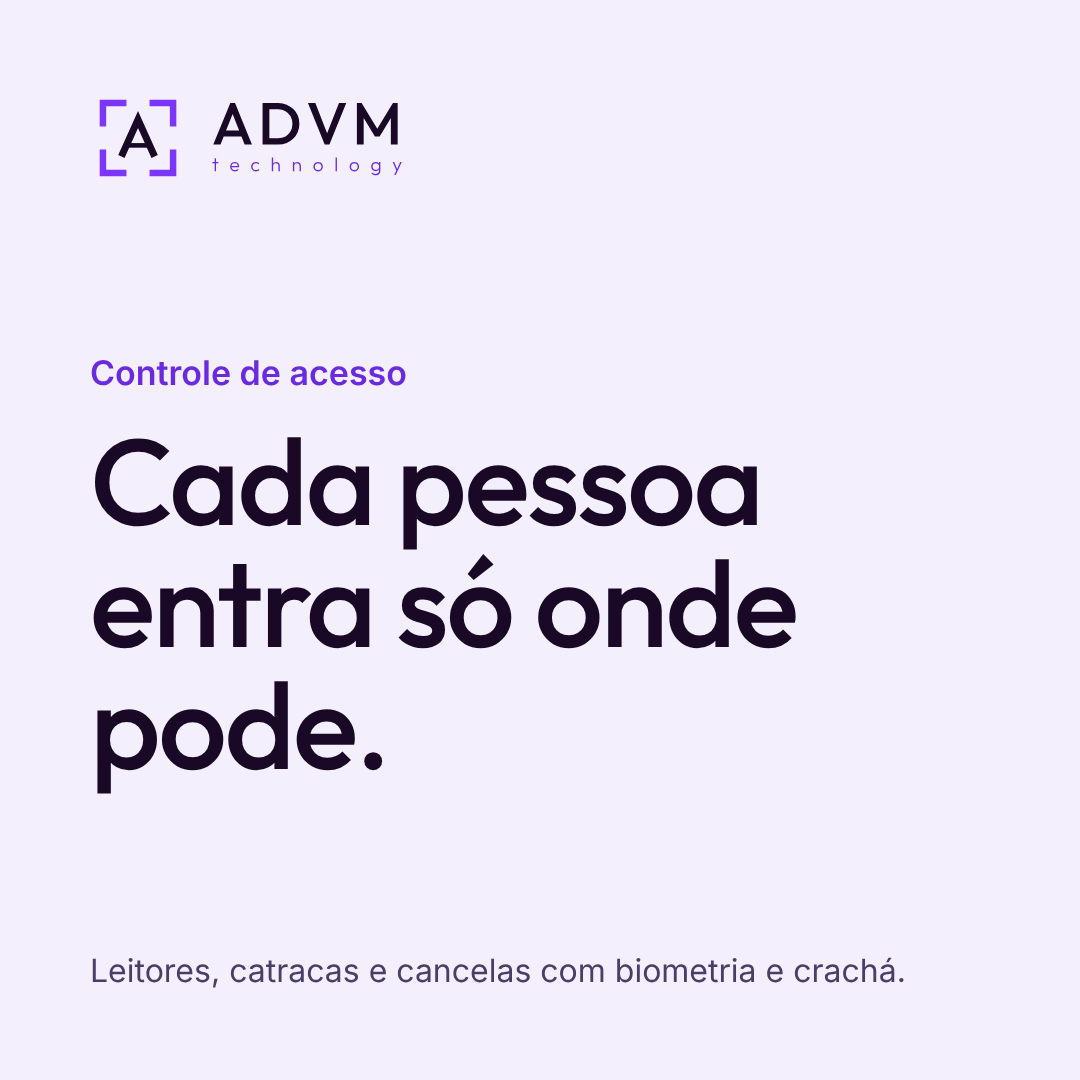 A ADVM
technology
Controle de acesso
Cada pessoa
entra só onde
pode.
Leitores, catracas e cancelas com biometria e crachá.